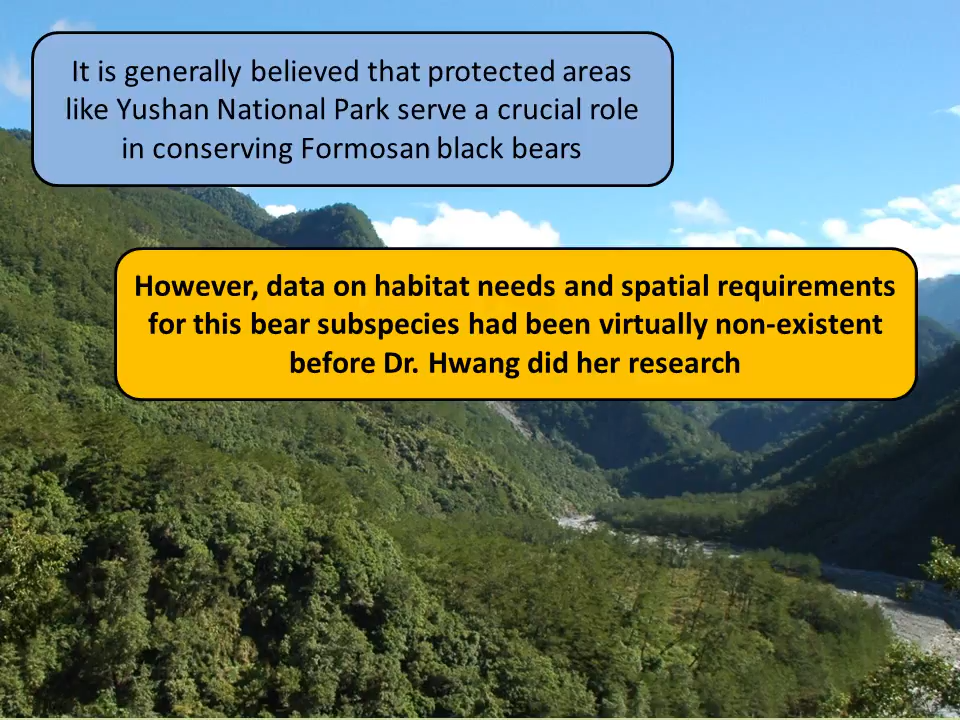 It is generally believed that protected areas
like Yushan National Park serve a crucial role
in conserving Formosan black bears
However, data on habitat needs and spatial requirements
for this bear subspecies had been virtually non-existent
before Dr. Hwang did her research